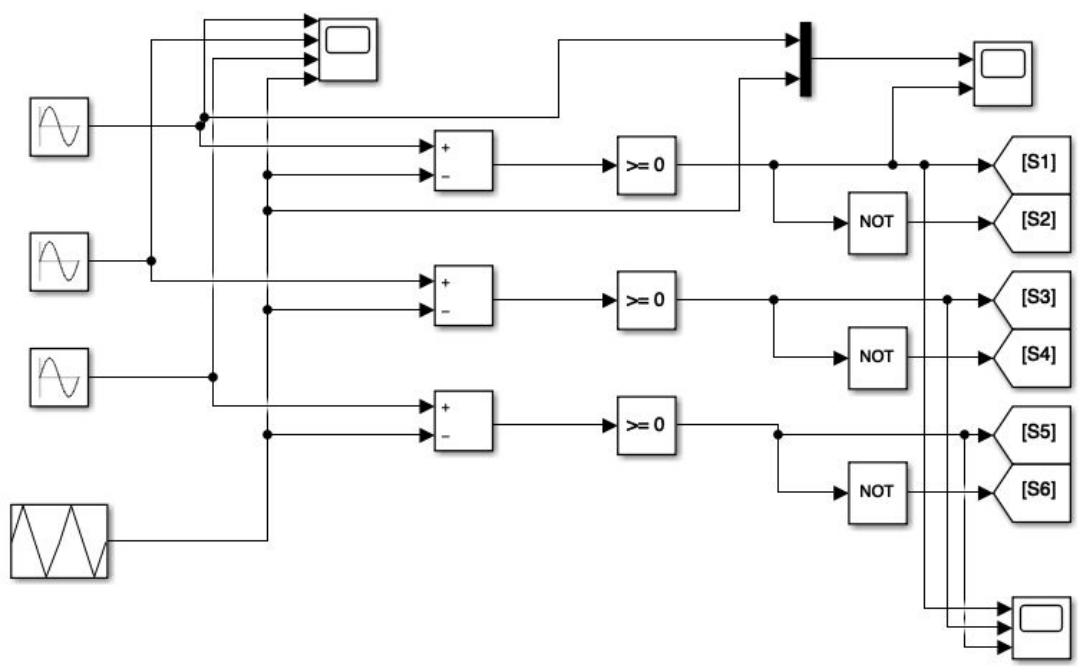 +
−
>= 0
[S1]
NOT
[S2]
+
−
>= 0
[S3]
NOT
[S4]
+
−
>= 0
[S5]
NOT
[S6]